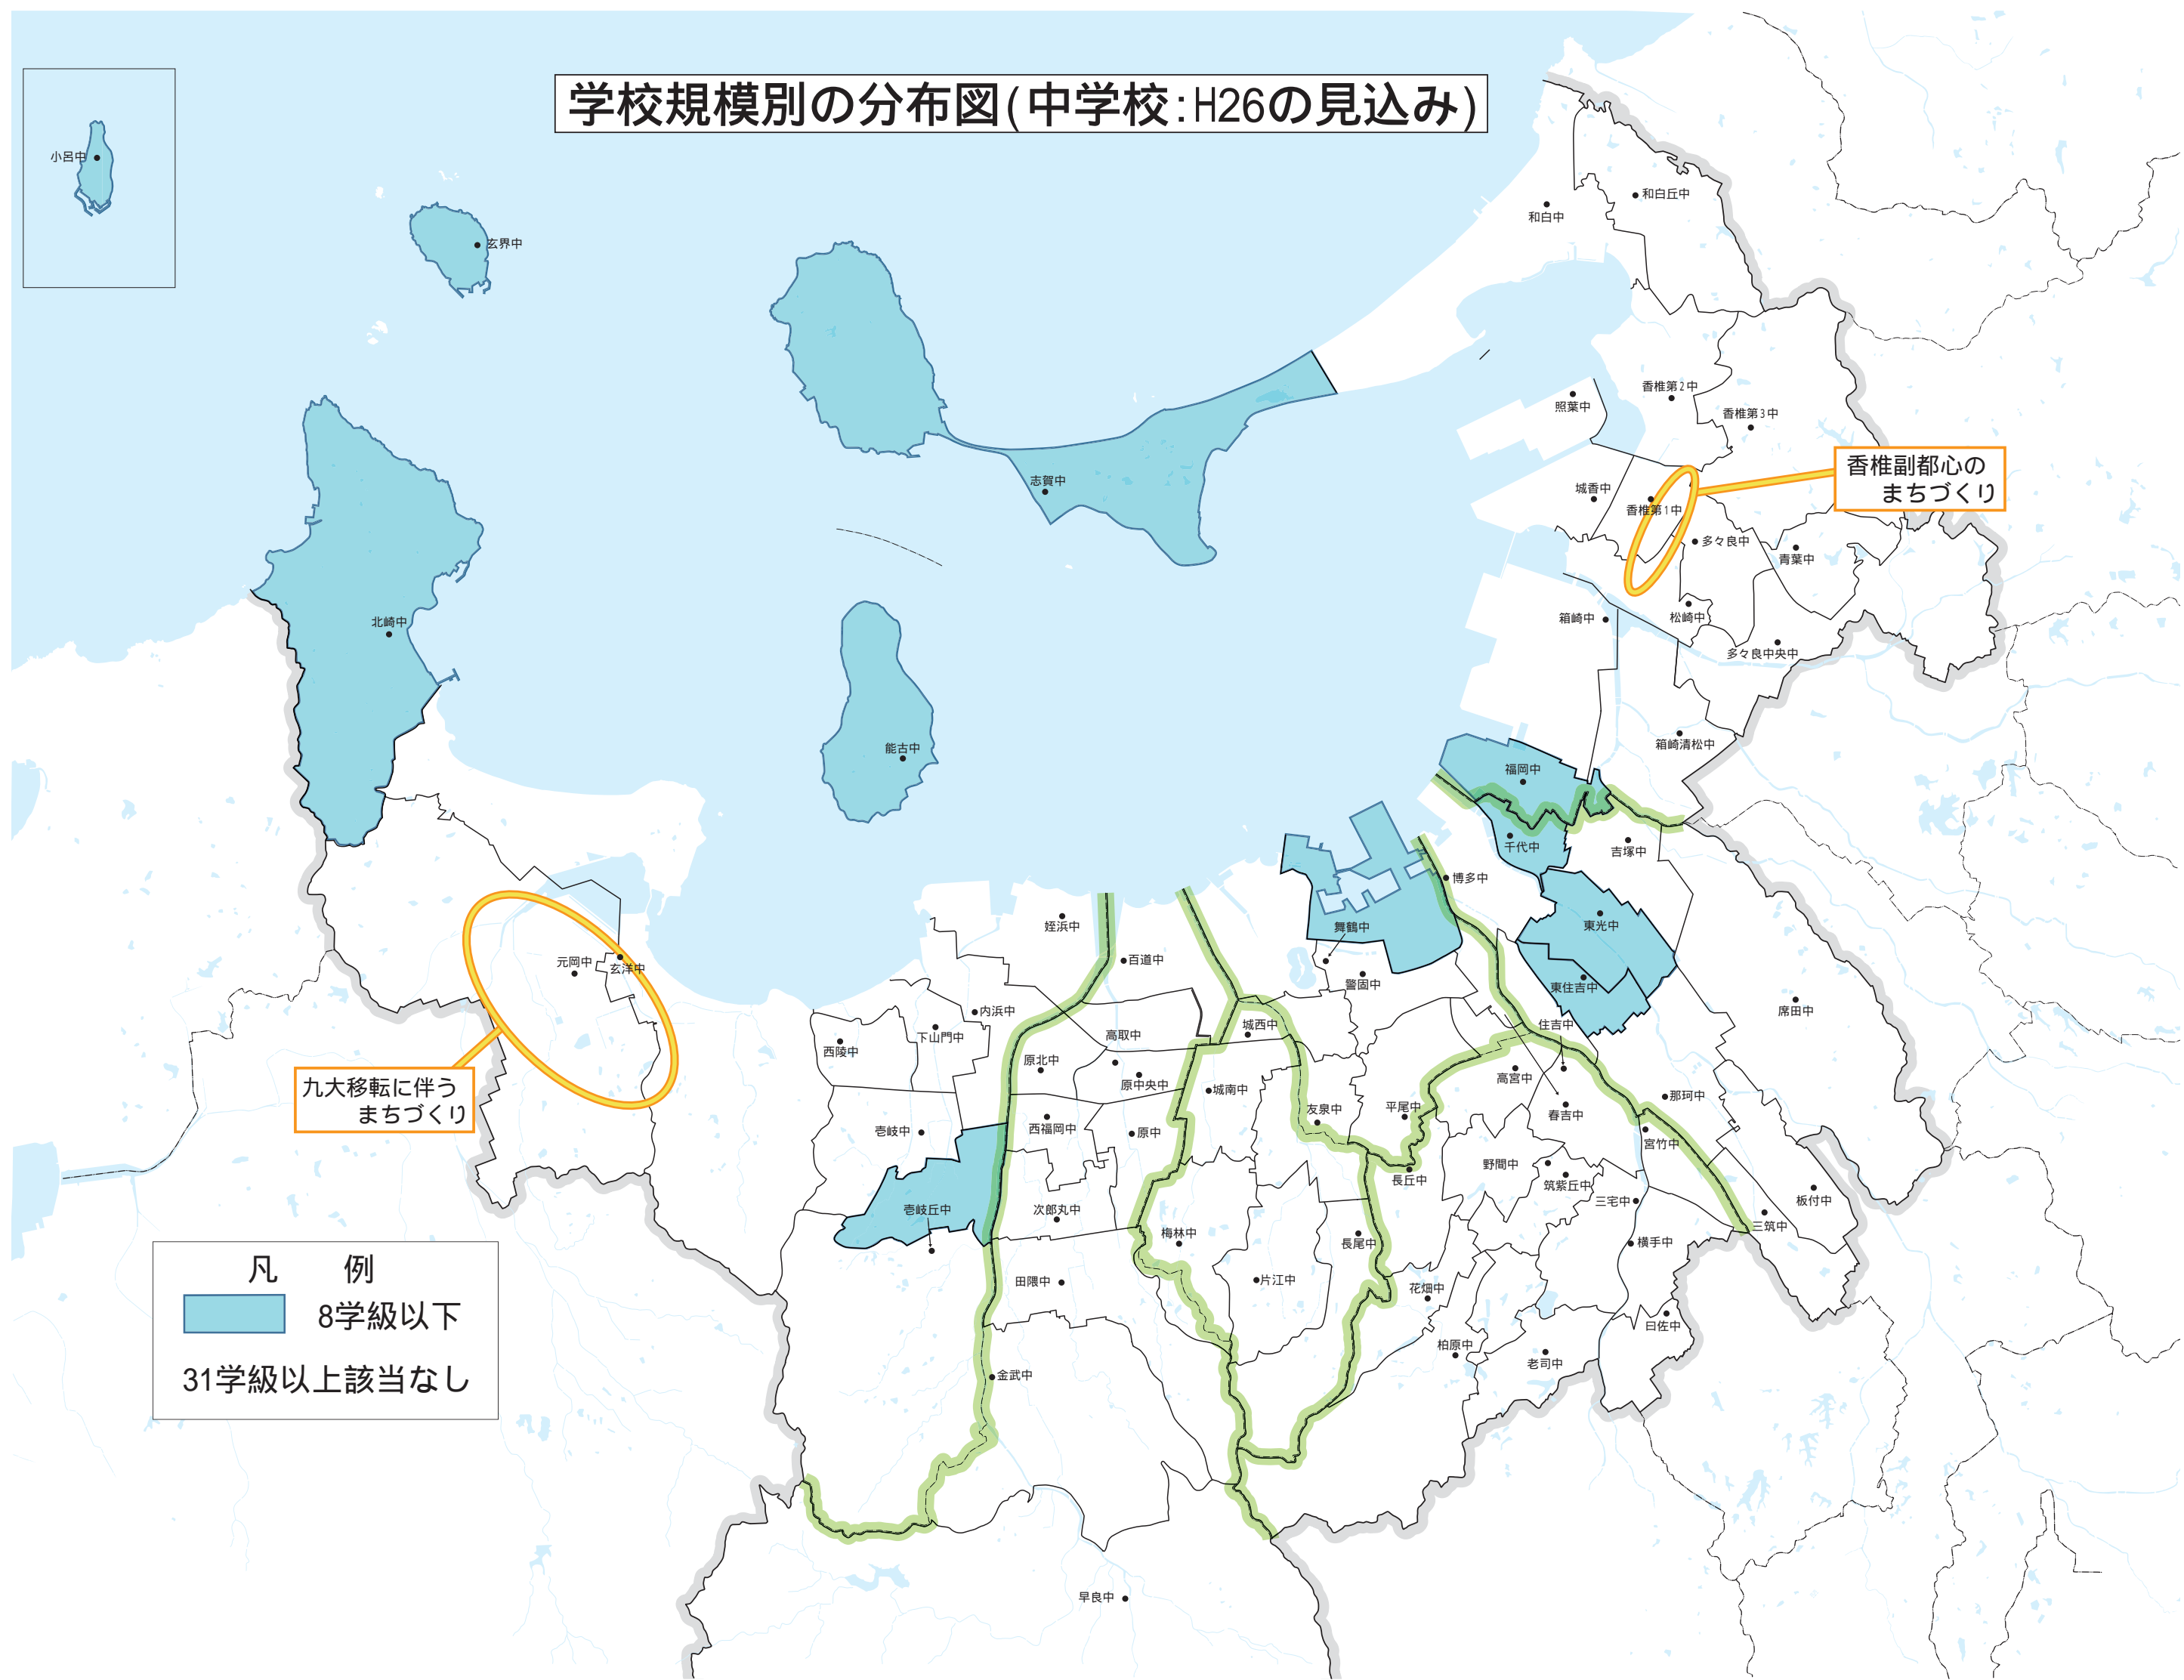 学校規模別の分布図(中学校:H26の見込み)
小呂中
玄界中
和白丘中
和白中
香椎第2中
照葉中
香椎第3中
香椎副都心の
まちづくり
志賀中
城香中
香椎第1中
多々良中
青葉中
北崎中
箱崎中
松崎中
多々良中央中
能古中
箱崎清松中
福岡中
千代中
吉塚中
博多中
姪浜中
舞鶴中
東光中
百道中
元岡中
玄洋中
警固中
東住吉中
内浜中
席田中
下山門中
高取中
城西中
住吉中
西陵中
原北中
原中央中
城南中
高宮中
九大移転に伴う
まちづくり
那珂中
友泉中
平尾中
春吉中
壱岐中
西福岡中
原中
宮竹中
野間中
長丘中
筑紫丘中
三宅中
板付中
壱岐丘中
次郎丸中
三筑中
梅林中
長尾中
横手中
凡 例
8学級以下
31学級以上該当なし
田隈中
片江中
花畑中
曰佐中
柏原中
老司中
金武中
早良中